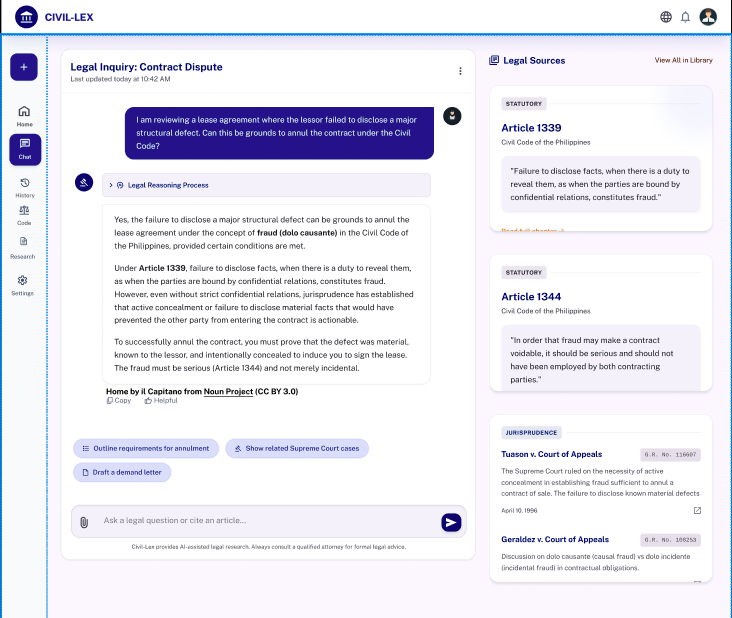 CIVIL-LEX
+
Home
Chat
History
Code
Research
Settings
Legal Inquiry: Contract Dispute
Last updated today at 10:42 AM
I am reviewing a lease agreement where the lessor failed to disclose a major
structural defect. Can this be grounds to annul the contract under the Civil
Code?
Legal Reasoning Process
Yes, the failure to disclose a major structural defect can be grounds to annul the
lease agreement under the concept of fraud (dolo causante) in the Civil Code of
the Philippines, provided certain conditions are met.
Under Article 1339, failure to disclose facts, when there is a duty to reveal them,
as when the parties are bound by confidential relations, constitutes fraud.
However, even without strict confidential relations, jurisprudence has established
that active concealment or failure to disclose material facts that would have
prevented the other party from entering the contract is actionable.
To successfully annul the contract, you must prove that the defect was material,
known to the lessor, and intentionally concealed to induce you to sign the lease.
The fraud must be serious (Article 1344) and not merely incidental.
Home by il Capitano from Noun Project (CC BY 3.0)
Copy Helpful
Outline requirements for annulment
Show related Supreme Court cases
Draft a demand letter
Ask a legal question or cite an article...
Civil-Lex provides AI-assisted legal research. Always consult a qualified attorney for formal legal advice.
Legal Sources
View All in Library
STATUTORY
Article 1339
Civil Code of the Philippines
"Failure to disclose facts, when there is a duty to
reveal them, as when the parties are bound by
confidential relations, constitutes fraud."
STATUTORY
Article 1344
Civil Code of the Philippines
"In order that fraud may make a contract
voidable, it should be serious and should not
have been employed by both contracting
parties."
JURISPRUDENCE
Tuason v. Court of Appeals
G.R. No. 116607
The Supreme Court ruled on the necessity of active
concealment in establishing fraud sufficient to annul a
contract of sale. The failure to disclose known material defects
April 10, 1996
Geraldez v. Court of Appeals
G.R. No. 108253
Discussion on dolo causante (causal fraud) vs dolo incidente
(incidental fraud) in contractual obligations.